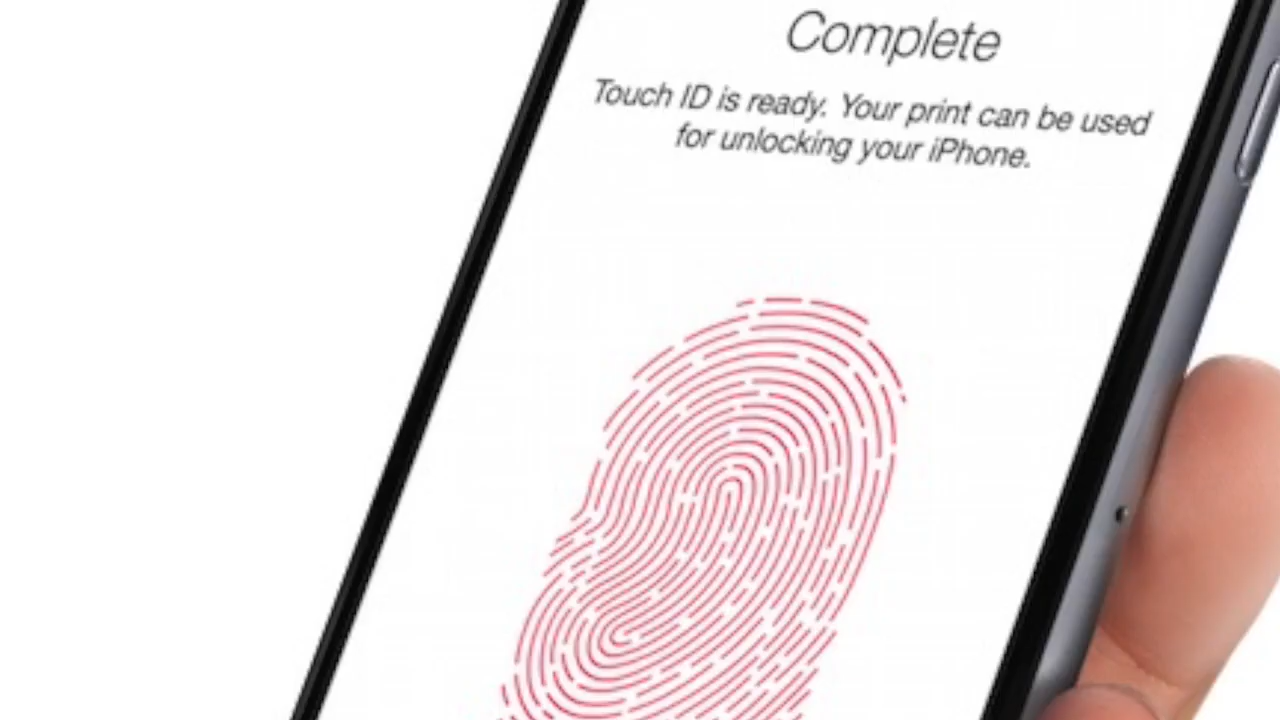 Complete
Touch ID is ready. Your print can be used
for unlocking your iPhone.